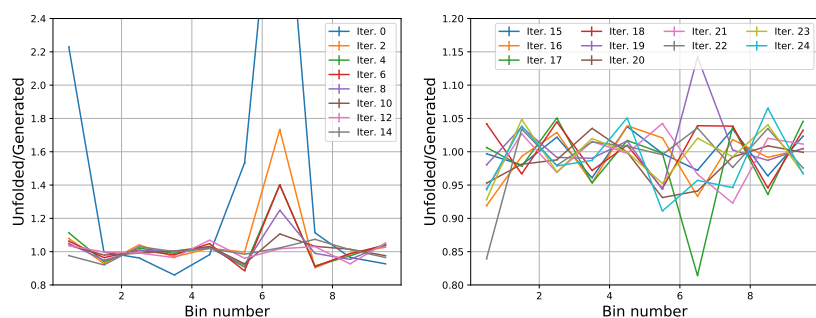 2.4
2.2
2.0
1.8
1.6
1.4
1.2
1.0
0.8
Unfolded/Generated
2 4 6 8
Bin number
Iter. 0
Iter. 2
Iter. 4
Iter. 6
Iter. 8
Iter. 10
Iter. 12
Iter. 14
1.20
1.15
1.10
1.05
1.00
0.95
0.90
0.85
0.80
Unfolded/Generated
2 4 6 8
Bin number
Iter. 15 Iter. 18 Iter. 21 Iter. 23
Iter. 16 Iter. 19 Iter. 22 Iter. 24
Iter. 17 Iter. 20